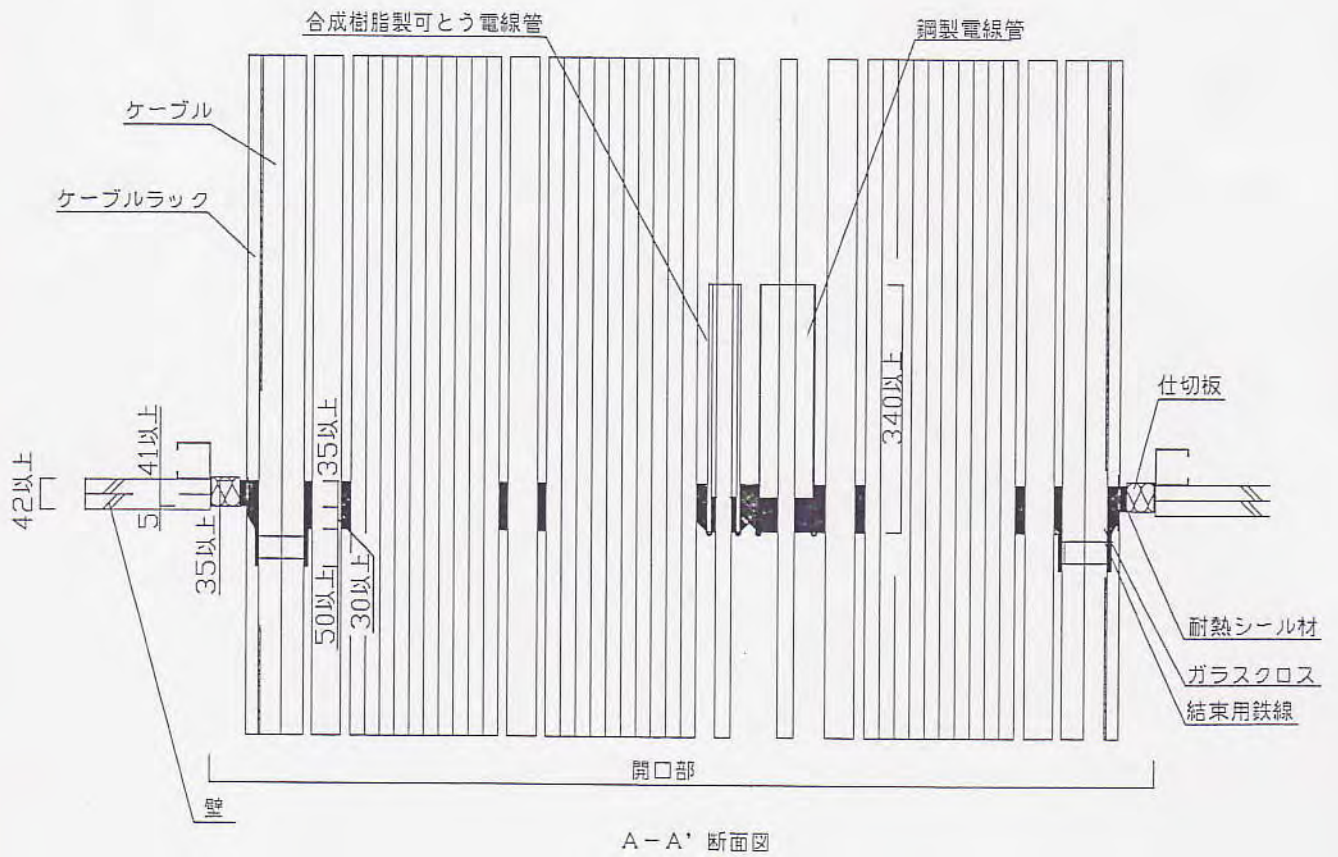 合成樹脂製可とう電線管
鋼製電線管
ケーブル
ケーブルラック
仕切板
42以上
41以上
5
35以上
35以上
50以上
30以上
340以上
耐熱シール材
ガラスクロス
結束用鉄線
開口部
壁
A-A' 断面図